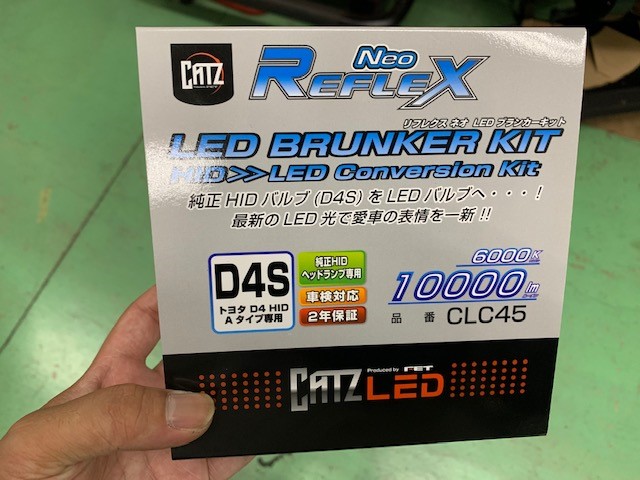 CATZ
Neo
REFLEX
リフレクス ネオ LED ブランカーキット
LED BRUNKER KIT
HID>>LED Conversion Kit
純正HIDバルブ (D4S) をLEDバルブへ・・・!
最新のLED光で愛車の表情を一新!!
D4S
トヨタ D4 HID
Aタイプ専用
純正HID
ヘッドランプ専用
車検対応
2年保証
6000K
10000lm
品 番 CLC45
CATZ Produced by FET LED